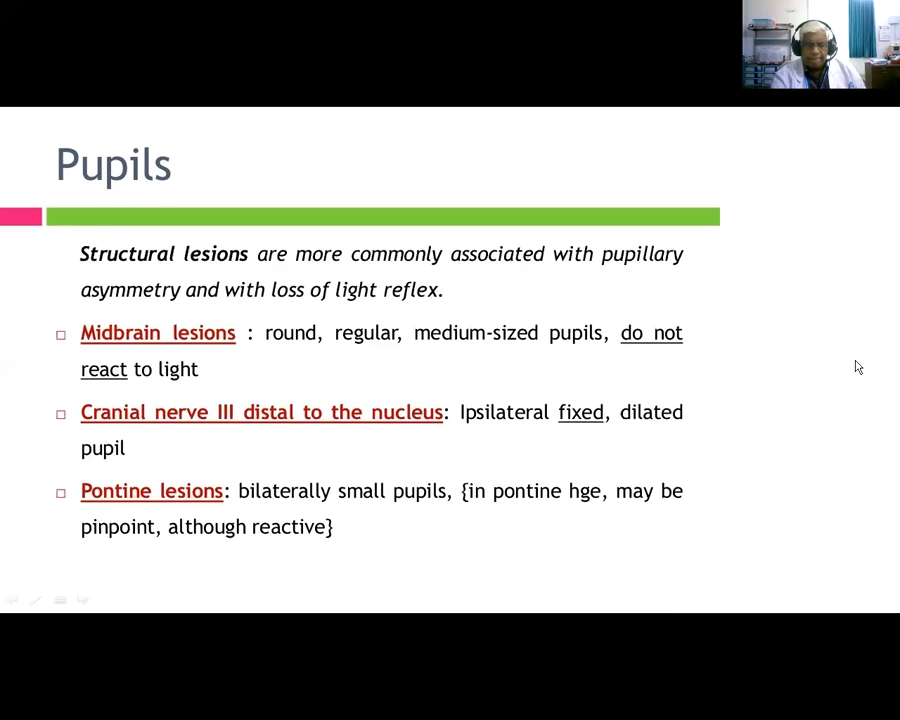 Pupils
Structural lesions are more commonly associated with pupillary
asymmetry and with loss of light reflex.
Midbrain lesions : round, regular, medium-sized pupils, do not
react to light
Cranial nerve III distal to the nucleus: Ipsilateral fixed, dilated
pupil
Pontine lesions: bilaterally small pupils, {in pontine hge, may be
pinpoint, although reactive}